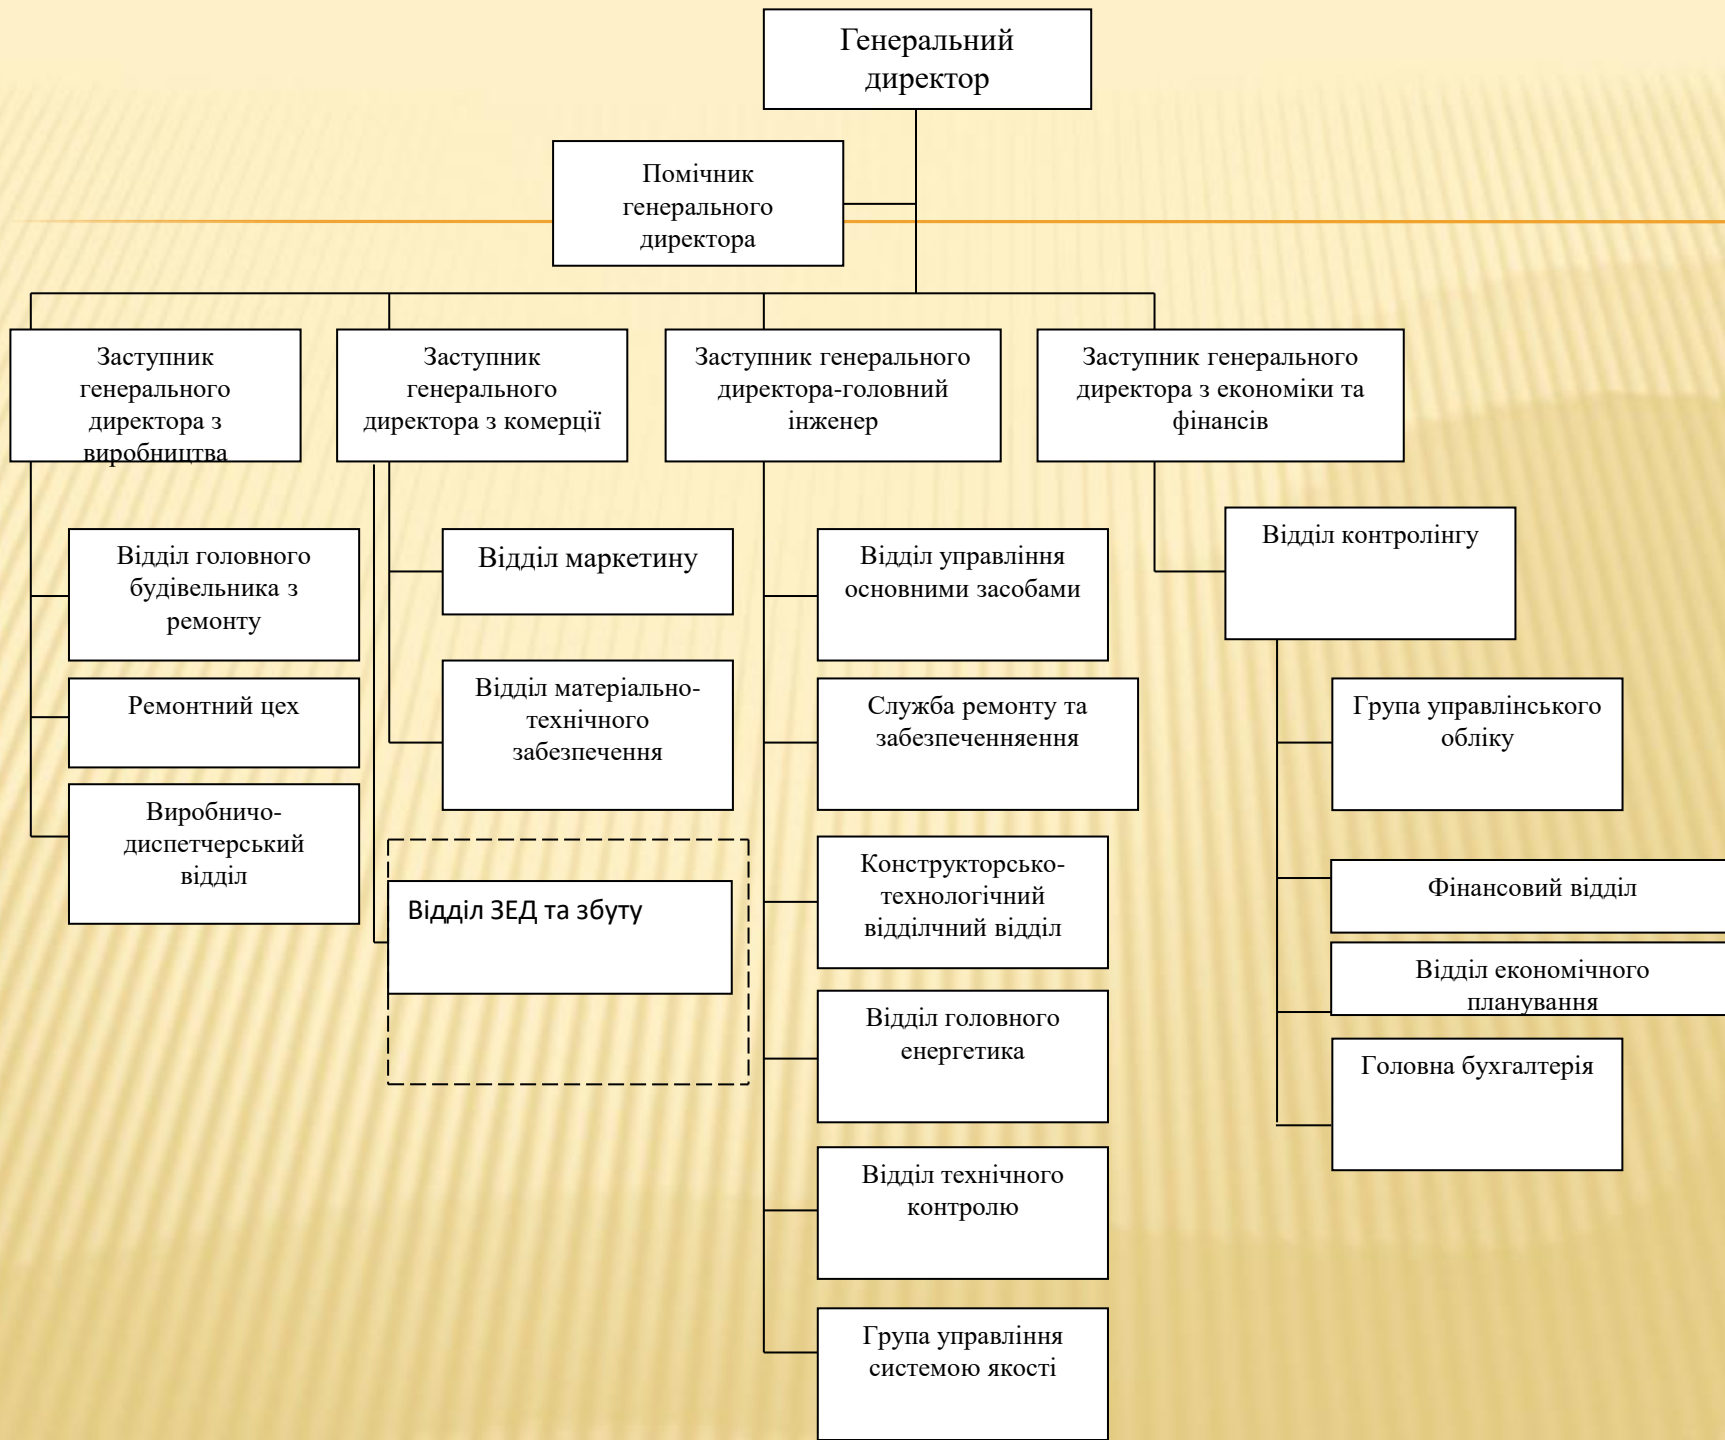 Генеральний
директор
Помічник
генерального
директора
Заступник
генерального
директора з
виробництва
Заступник
генерального
директора з комерції
Заступник генерального
директора-головний
інженер
Заступник генерального
директора з економіки та
фінансів
Відділ головного
будівельника з
ремонту
Ремонтний цех
Виробничо-
диспетчерський
відділ
Відділ маркетину
Відділ матеріально-
технічного
забезпечення
Відділ ЗЕД та збуту
Відділ управління
основними засобами
Служба ремонту та
забезпеченняення
Конструкторсько-
технологічний
відділчний відділ
Відділ головного
енергетика
Відділ технічного
контролю
Група управління
системою якості
Відділ контролінгу
Група управлінського
обліку
Фінансовий відділ
Відділ економічного
планування
Головна бухгалтерія